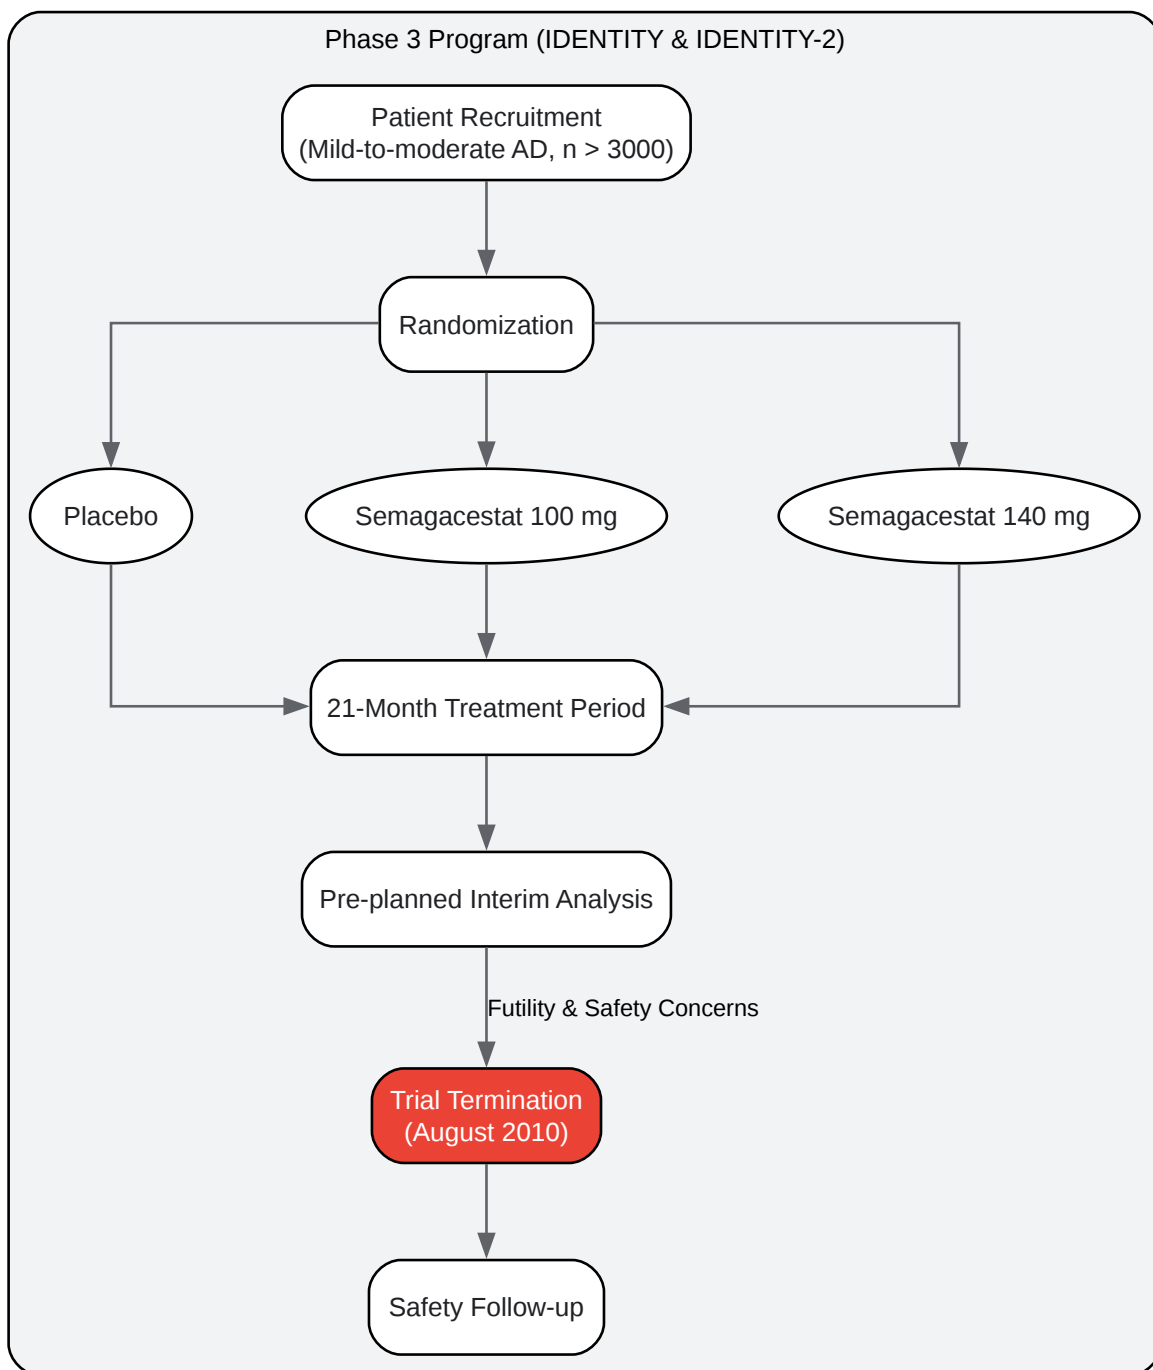 Phase 3 Program (IDENTITY & IDENTITY-2)
Patient Recruitment
(Mild-to-moderate AD, n > 3000)
Randomization
Placebo
Semagacestat 100 mg
Semagacestat 140 mg
21-Month Treatment Period
Pre-planned Interim Analysis
Futility & Safety Concerns
Trial Termination
(August 2010)
Safety Follow-up